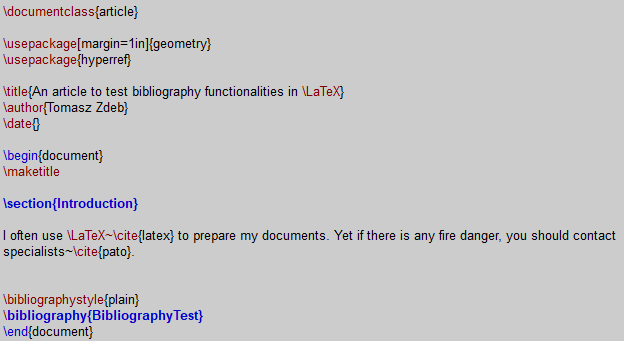 \documentclass{article}
\usepackage[margin=1in]{geometry}
\usepackage{hyperref}
\title{An article to test bibliography functionalities in \LaTeX}
\author{Tomasz Zdeb}
\date{}
\begin{document}
\maketitle
\section{Introduction}
I often use \LaTeX~\cite{latex} to prepare my documents. Yet if there is any fire danger, you should contact
specialists~\cite{pato}.
\bibliographystyle{plain}
\bibliography{BibliographyTest}
\end{document}